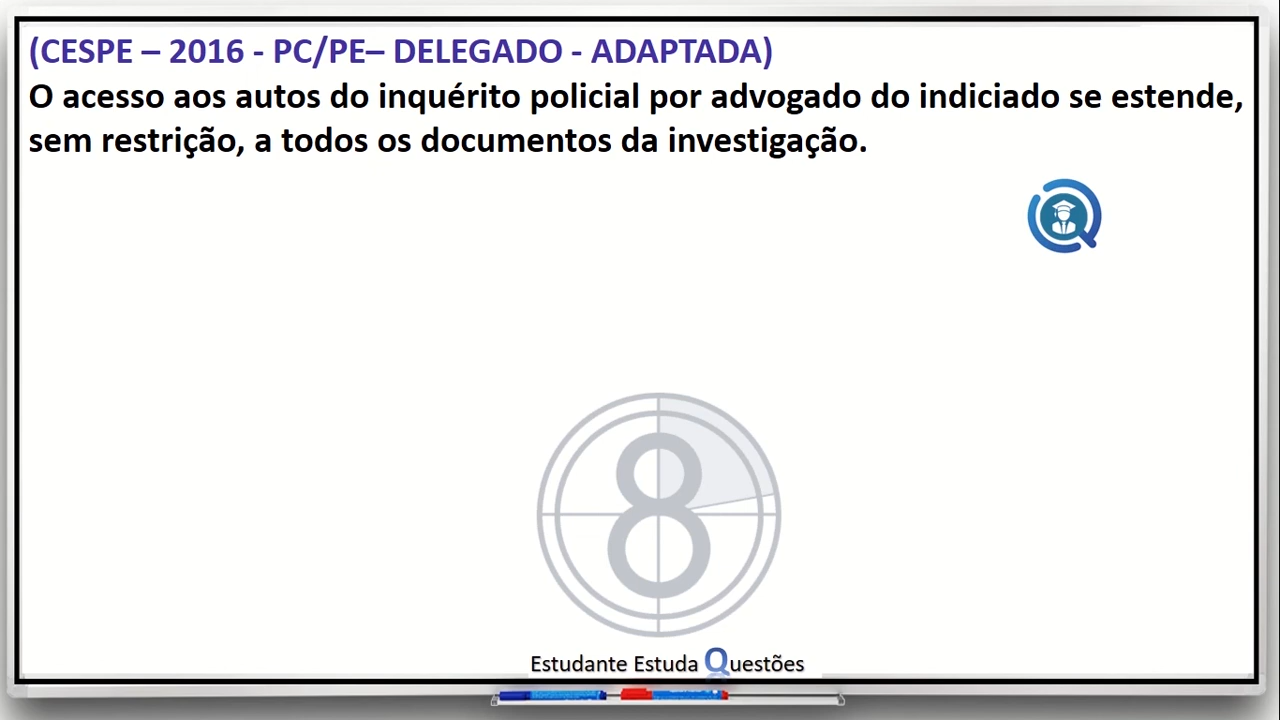 (CESPE – 2016 - PC/PE– DELEGADO - ADAPTADA)
O acesso aos autos do inquérito policial por advogado do indiciado se estende,
sem restrição, a todos os documentos da investigação.
8
Estudante Estuda Questões